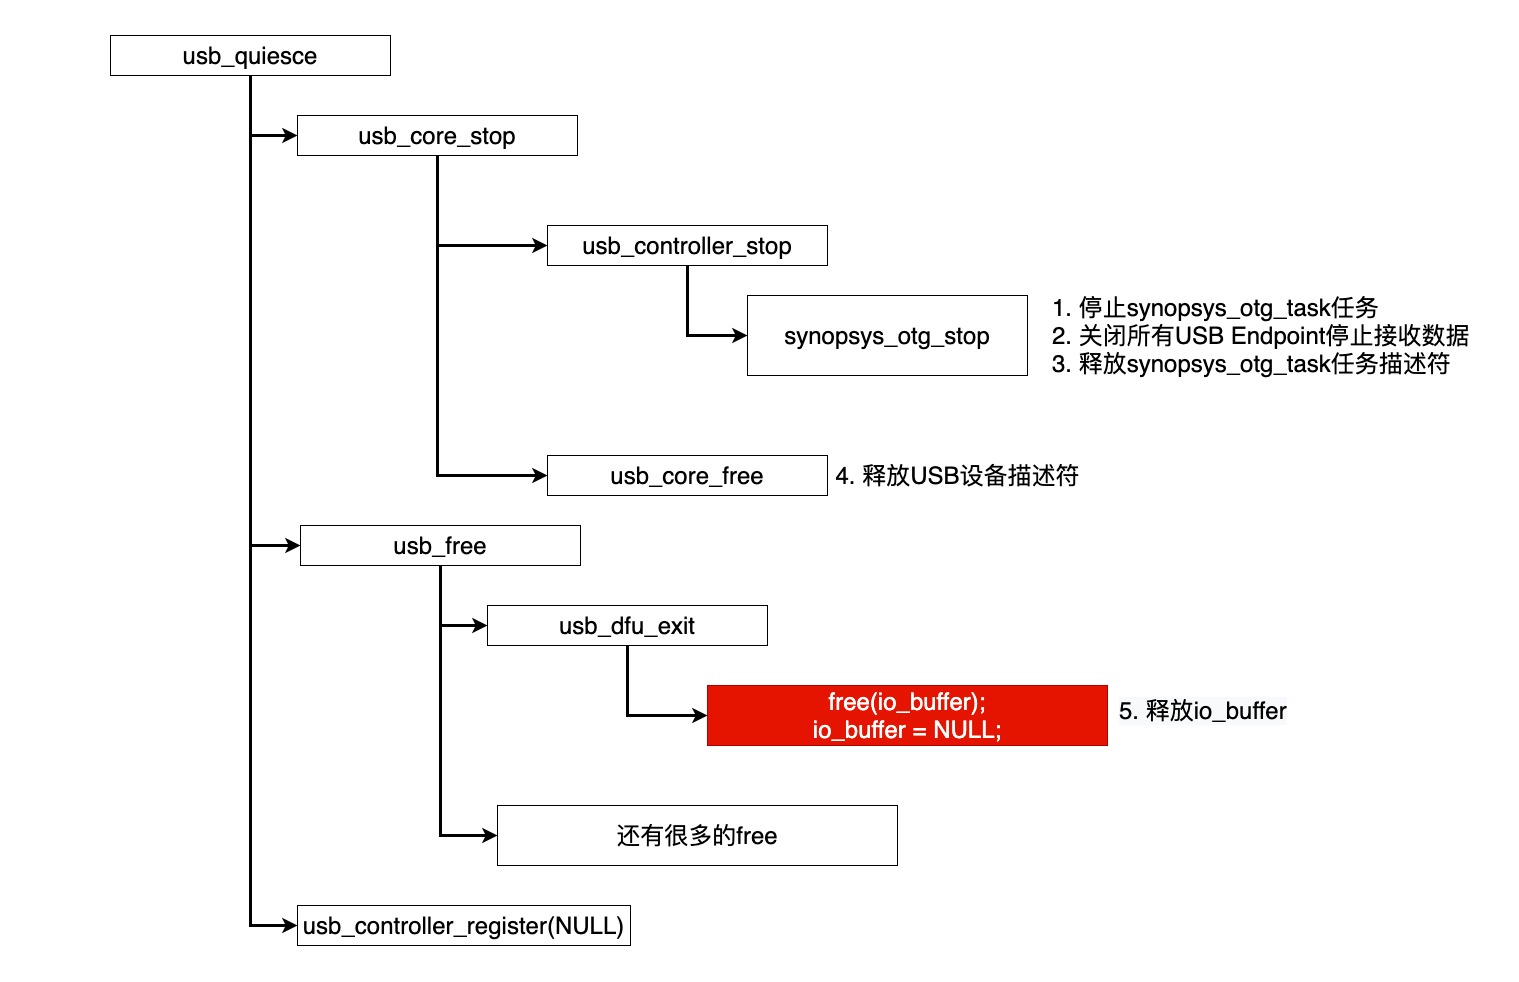 usb_quiesce
usb_core_stop
usb_controller_stop
synopsys_otg_stop
1. 停止synopsys_otg_task任务
2. 关闭所有USB Endpoint停止接收数据
3. 释放synopsys_otg_task任务描述符
usb_core_free
4. 释放USB设备描述符
usb_free
usb_dfu_exit
free(io_buffer);
io_buffer = NULL;
5. 释放io_buffer
还有很多的free
usb_controller_register(NULL)